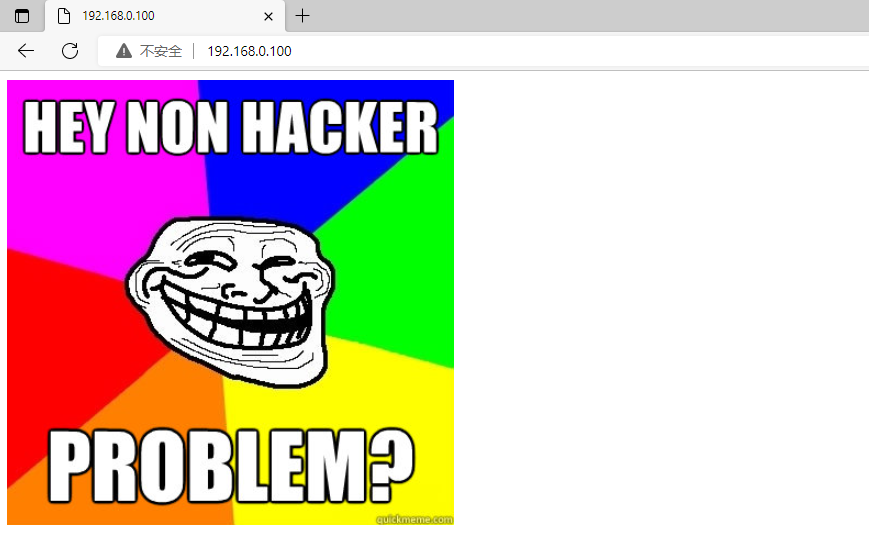 192.168.0.100
不安全
192.168.0.100
HEY NON HACKER
PROBLEM?
quickmeme.com